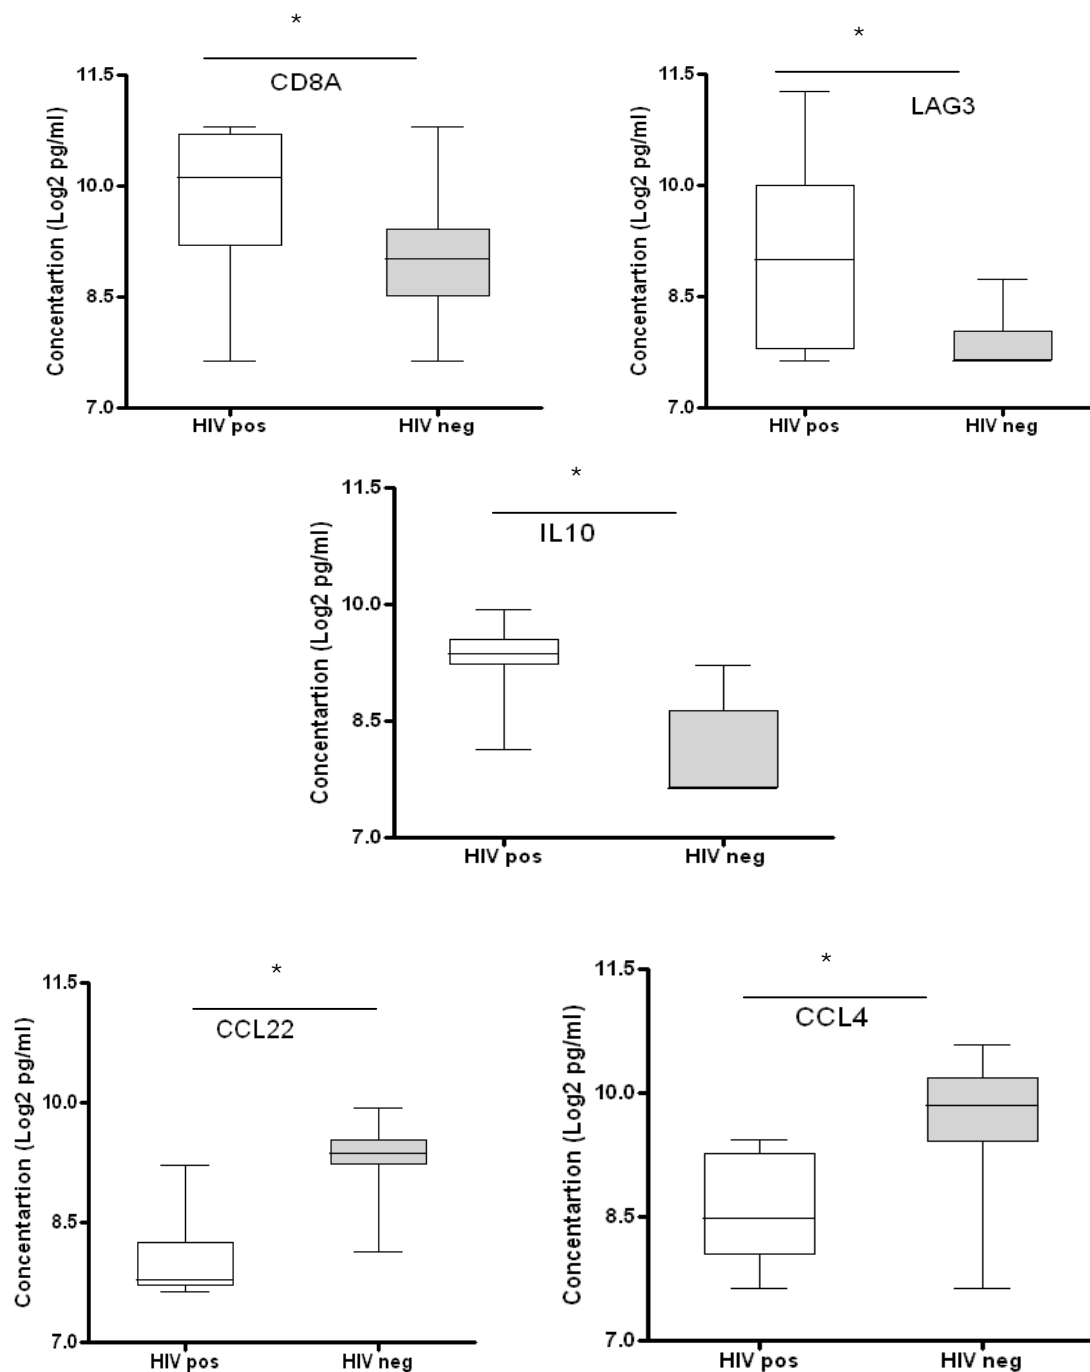 *
CD8A
Concentartion (Log2 pg/ml)
11.5
10.0
8.5
7.0
HIV pos
HIV neg
*
LAG3
Concentartion (Log2 pg/ml)
11.5
10.0
8.5
7.0
HIV pos
HIV neg
*
IL10
Concentartion (Log2 pg/ml)
11.5
10.0
8.5
7.0
HIV pos
HIV neg
*
CCL22
Concentartion (Log2 pg/ml)
11.5
10.0
8.5
7.0
HIV pos
HIV neg
*
CCL4
Concentartion (Log2 pg/ml)
11.5
10.0
8.5
7.0
HIV pos
HIV neg